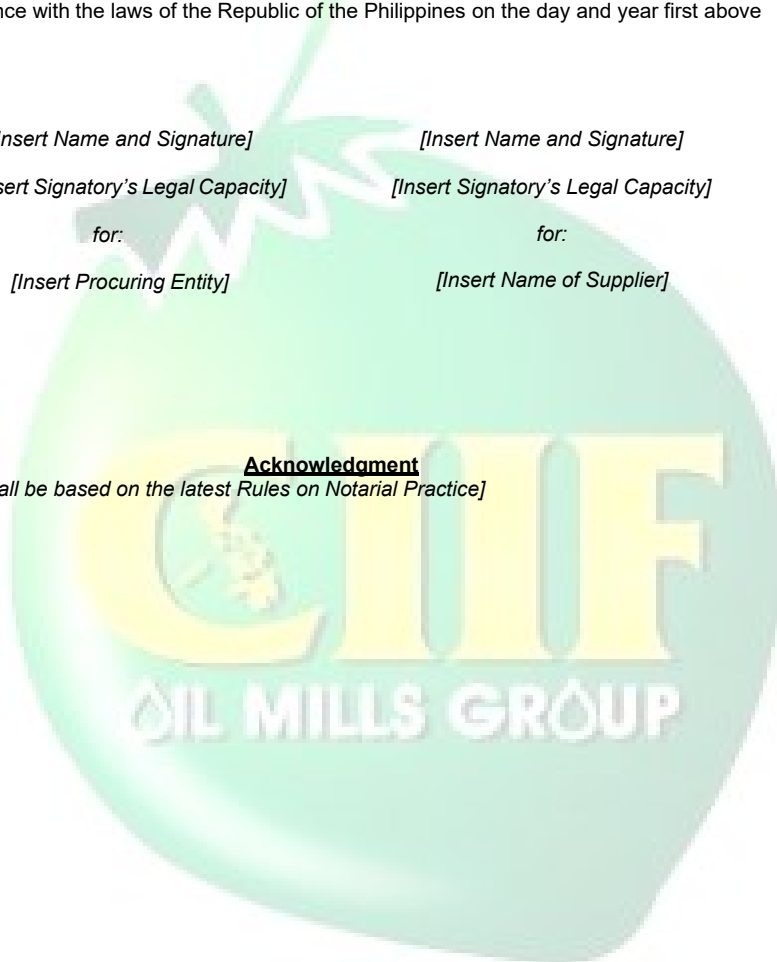 nce with the laws of the Republic of the Philippines on the day and year first above
nsert Name and Signature] [Insert Name and Signature]
sert Signatory’s Legal Capacity] [Insert Signatory’s Legal Capacity]
for: for:
[Insert Procuring Entity] [Insert Name of Supplier]
Acknowledgment
all be based on the latest Rules on Notarial Practice]
CIIF
OIL MILLS GROUP